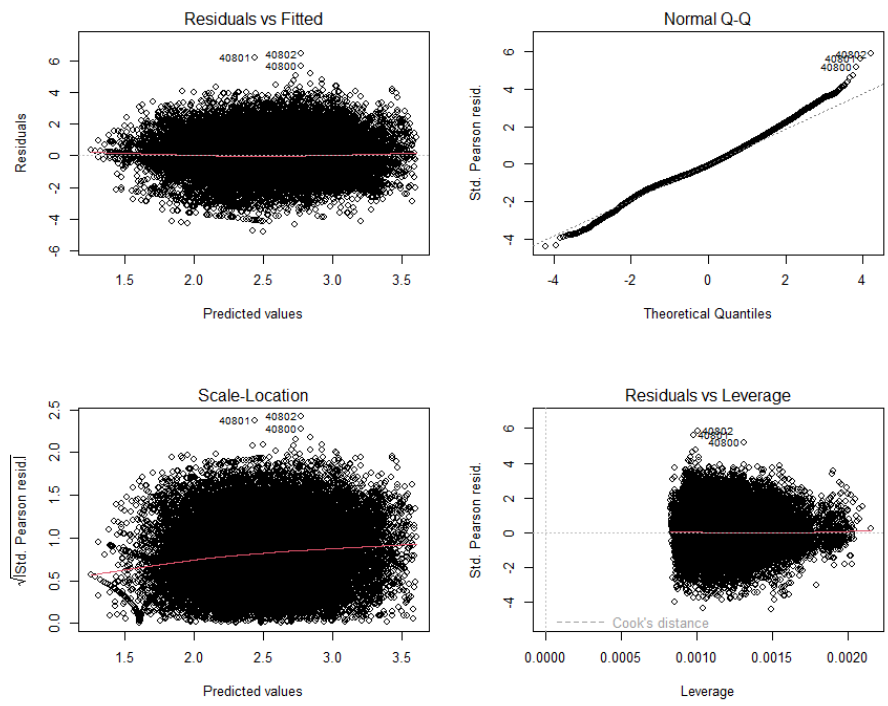 Residuals vs Fitted
Residuals
6
4
2
0
-2
-4
-6
40801
40802
40800
1.5 2.0 2.5 3.0 3.5
Predicted values
Normal Q-Q
Std. Pearson resid.
6
4
2
0
-2
-4
40802
40801
40800
-4 -2 0 2 4
Theoretical Quantiles
Scale-Location
√|Std. Pearson resid.|
2.5
2.0
1.5
1.0
0.5
0.0
40801
40802
40800
1.5 2.0 2.5 3.0 3.5
Predicted values
Residuals vs Leverage
Std. Pearson resid.
6
4
2
0
-2
-4
40802
40801
40800
Cook's distance
0.0000 0.0005 0.0010 0.0015 0.0020
Leverage